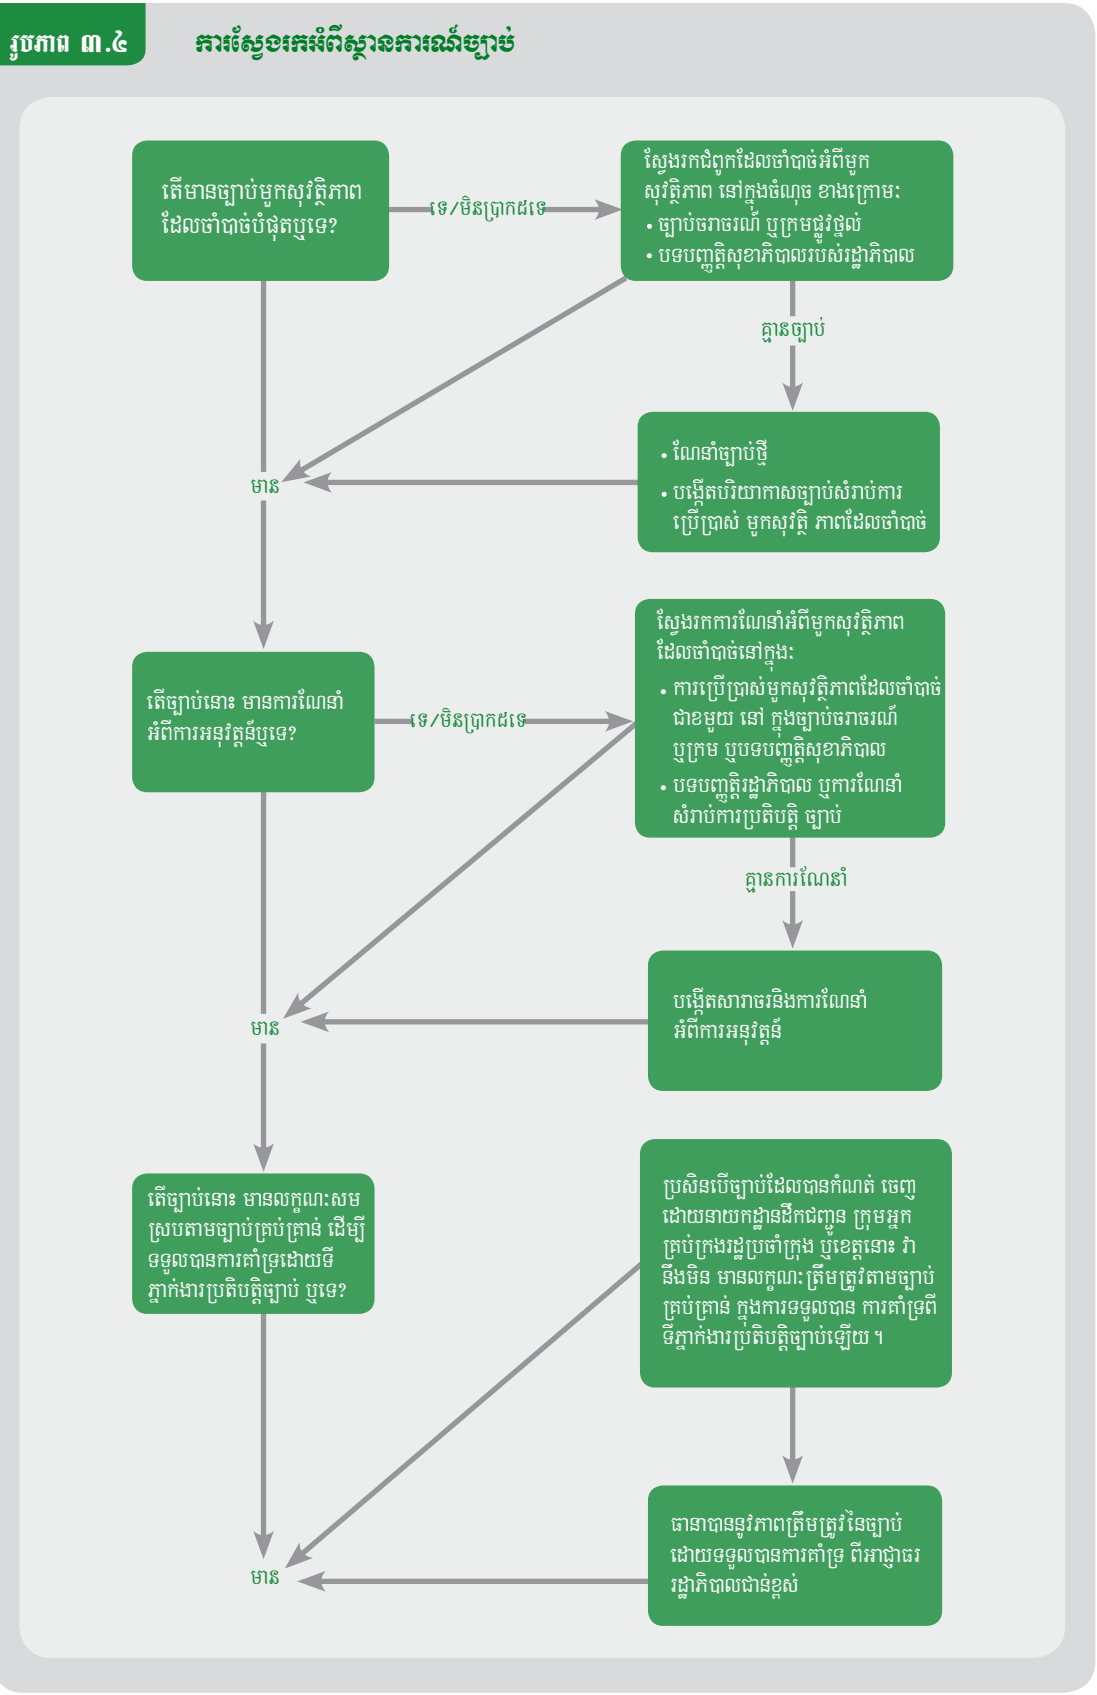 រូបភាព ៣.៤
ការស្វែងរកអំពីស្ថានការណ៍ច្បាប់
តើមានច្បាប់មួកសុវត្ថិភាព
ដែលចាំបាច់បំផុតឬទេ?
ទេ/មិនប្រាកដទេ
ស្វែងរកជំពូកដែលចាំបាច់អំពីមួក
សុវត្ថិភាព នៅក្នុងចំណុច ខាងក្រោមៈ
• ច្បាប់ចរាចរណ៍ ឬក្រមផ្លូវថ្នល់
• បទបញ្ញត្តិសុខាភិបាលរបស់រដ្ឋាភិបាល
គ្មានច្បាប់
មាន
• ណែនាំច្បាប់ថ្មី
• បង្កើតបរិយាកាសច្បាប់សំរាប់ការ
ប្រើប្រាស់ មួកសុវត្ថិ ភាពដែលចាំបាច់
តើច្បាប់នោះ មានការណែនាំ
អំពីការអនុវត្តន៍ឬទេ?
ទេ/មិនប្រាកដទេ
ស្វែងរកការណែនាំអំពីមួកសុវត្ថិភាព
ដែលចាំបាច់នៅក្នុងៈ
• ការប្រើប្រាស់មួកសុវត្ថិភាពដែលចាំបាច់
ជាខមួយ នៅ ក្នុងច្បាប់ចរាចរណ៍
ឬក្រម ឬបទបញ្ញត្តិសុខាភិបាល
• បទបញ្ញត្តិរដ្ឋាភិបាល ឬការណែនាំ
សំរាប់ការប្រតិបត្តិ ច្បាប់
គ្មានការណែនាំ
មាន
បង្កើតសារាចរនិងការណែនាំ
អំពីការអនុវត្តន៍
តើច្បាប់នោះ មានលក្ខណៈសម
ស្របតាមច្បាប់គ្រប់គ្រាន់ ដើម្បី
ទទួលបានការគាំទ្រដោយទី
ភ្នាក់ងារប្រតិបត្តិច្បាប់ ឬទេ?
ប្រសិនបើច្បាប់ដែលបានកំណត់ ចេញ
ដោយនាយកដ្ឋានដឹកជញ្ជូន ក្រុមអ្នក
គ្រប់ក្រងរដ្ឋប្រចាំក្រុង ឬខេត្តនោះ វា
នឹងមិន មានលក្ខណៈត្រឹមត្រូវតាមច្បាប់
គ្រប់គ្រាន់ ក្នុងការទទួលបាន ការគាំទ្រពី
ទីភ្នាក់ងារប្រតិបត្តិច្បាប់ឡើយ។
មាន
ធានាបាននូវភាពត្រឹមត្រូវនៃច្បាប់
ដោយទទួលបានការគាំទ្រ ពីអាជ្ញាធរ
រដ្ឋាភិបាលជាន់ខ្ពស់